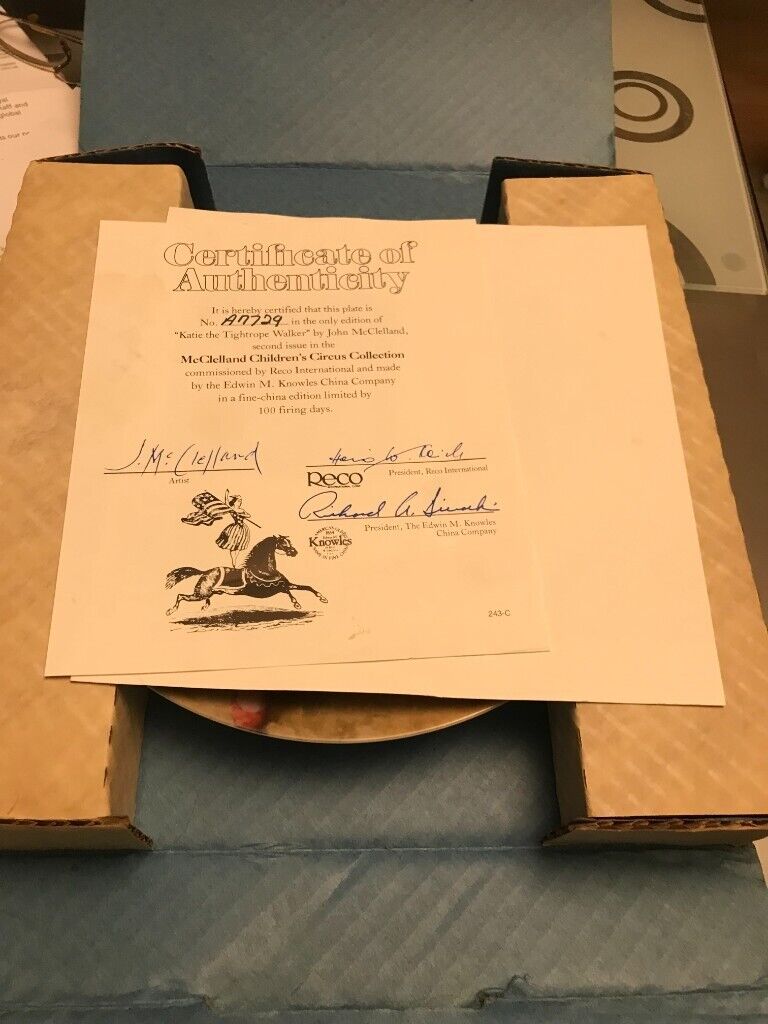 Certificate of
Authenticity
It is hereby certified that this plate is
No. A7729 in the only edition of
"Katie the Tightrope Walker" by John McClelland,
second issue in the
McClelland Children's Circus Collection
commissioned by Reco International and made
by the Edwin M. Knowles China Company
in a fine-china edition limited by
100 firing days.
J. McClelland
Artist
President, Reco International
Reco
Richard A.
President, The Edwin M. Knowles
China Company
Knowles
243-C
global